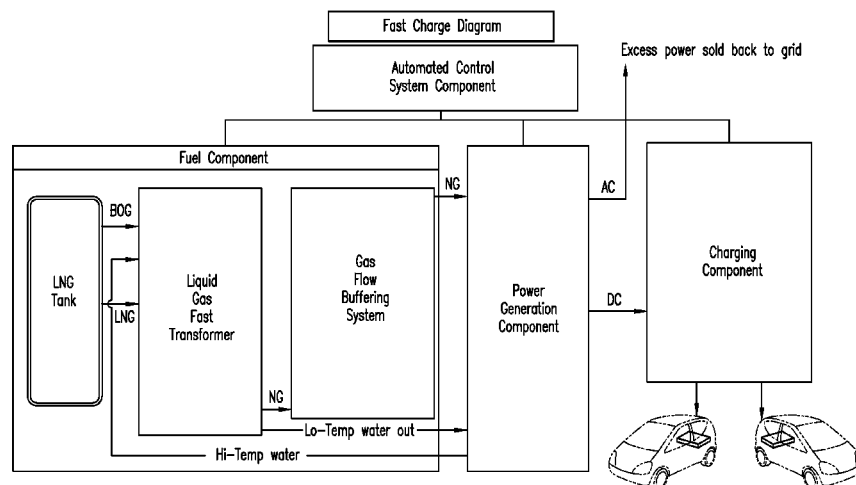 Fast Charge Diagram
Automated Control
System Component
Excess power sold back to grid
Fuel Component
LNG
Tank
BOG
LNG
Liquid
Gas
Fast
Transformer
NG
Gas
Flow
Buffering
System
NG
Power
Generation
Component
AC
DC
Charging
Component
Lo-Temp water out
Hi-Temp water